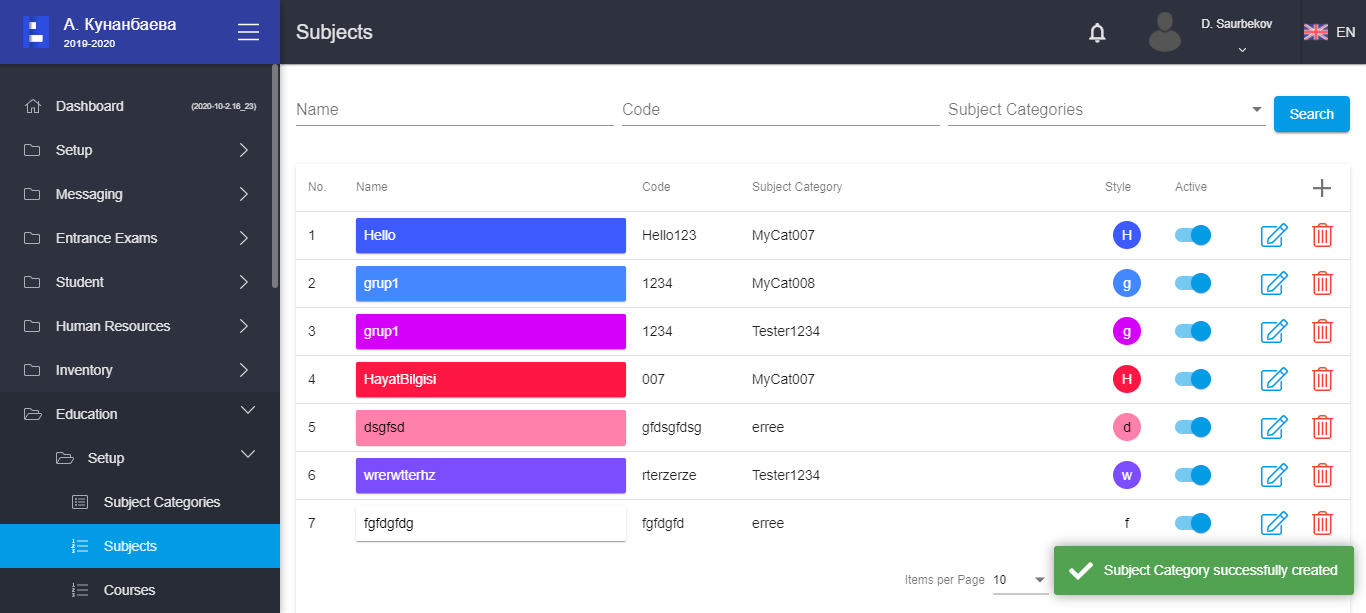 А. Кунанбаева
2019-2020
Subjects
D. Saurbekov
EN
Dashboard (2020-10-2.16_23)
Setup
Messaging
Entrance Exams
Student
Human Resources
Inventory
Education
Setup
Subject Categories
Subjects
Courses
Name Code Subject Categories Search
No. Name Code Subject Category Style Active
1 Hello Hello123 MyCat007 H
2 grup1 1234 MyCat008 g
3 grup1 1234 Tester1234 g
4 HayatBilgisi 007 MyCat007 H
5 dsgfsd gfdsgfdsg erree d
6 wrerwtterhz rterzerze Tester1234 w
7 fgfdgfdg fgfdgfd erree f
Items per Page 10
Subject Category successfully created